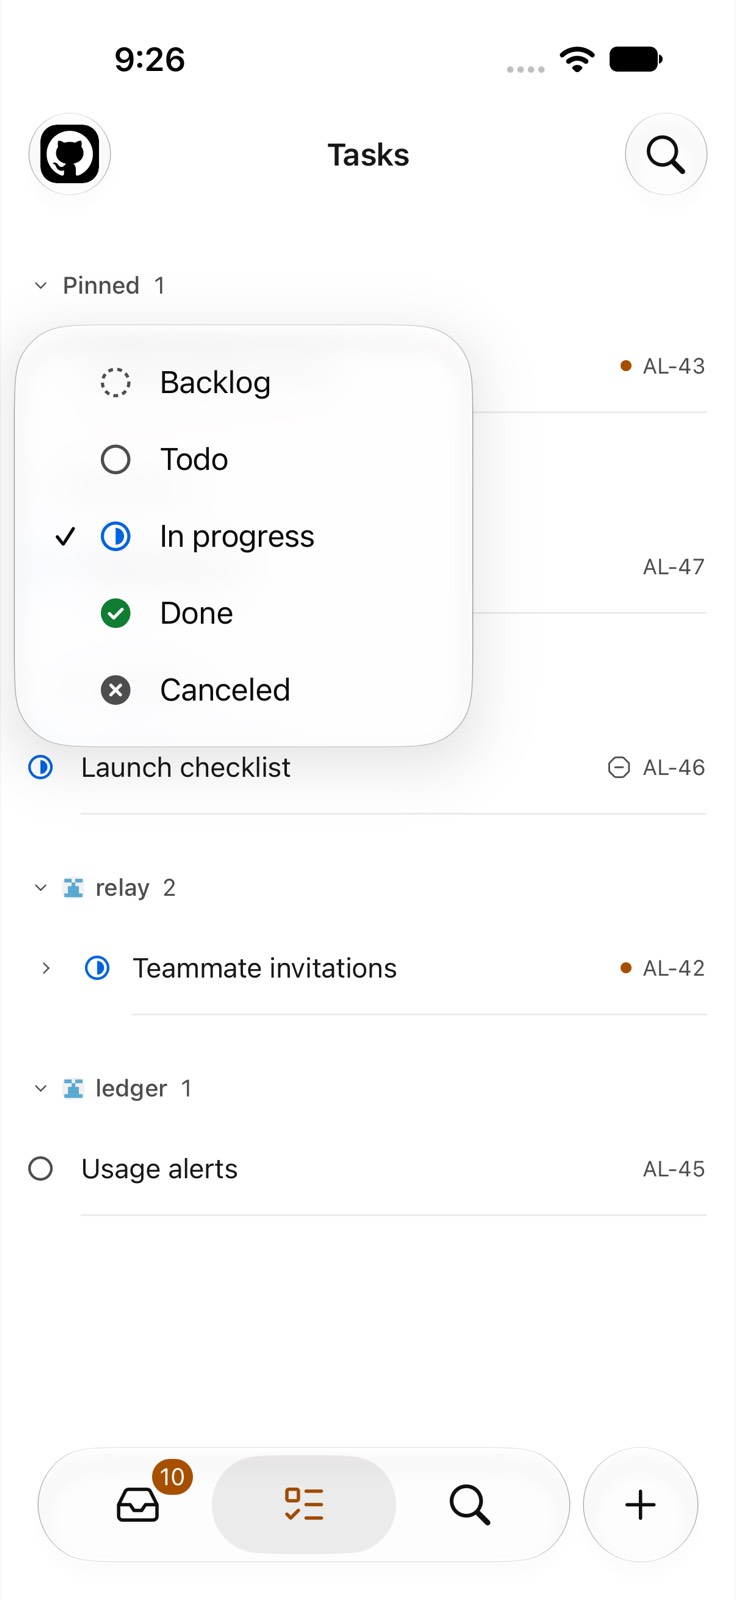 9:26
Tasks
Pinned 1
AL-43
Backlog
Todo
In progress
AL-47
Done
Canceled
Launch checklist AL-46
relay 2
Teammate invitations AL-42
ledger 1
Usage alerts AL-45
10